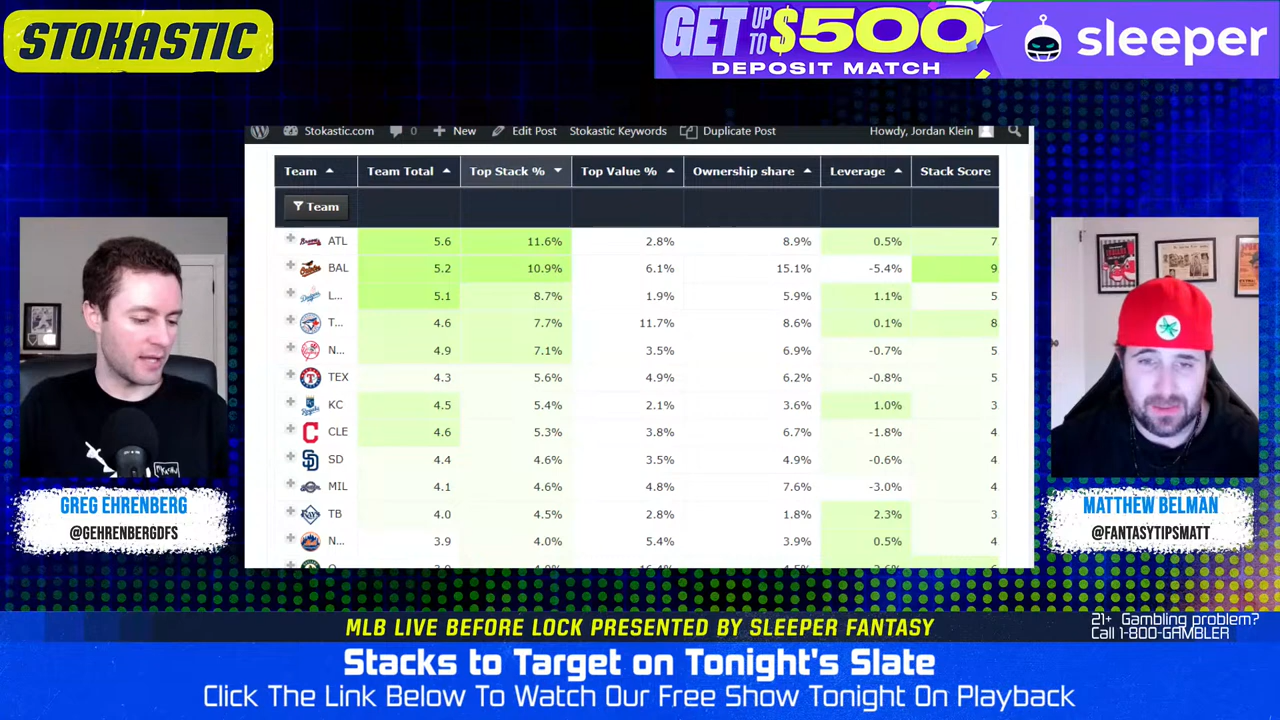 STOKASTIC
GET UP TO $500
DEPOSIT MATCH
sleeper
Stokastic.com 0 New Edit Post Stokastic Keywords Duplicate Post Howdy, Jordan Klein
Team Team Total Top Stack % Top Value % Ownership share Leverage Stack Score
Team
ATL 5.6 11.6% 2.8% 8.9% 0.5% 7
BAL 5.2 10.9% 6.1% 15.1% -5.4% 9
L... 5.1 8.7% 1.9% 5.9% 1.1% 5
T... 4.6 7.7% 11.7% 8.6% 0.1% 8
N... 4.9 7.1% 3.5% 6.9% -0.7% 5
TEX 4.3 5.6% 4.9% 6.2% -0.8% 5
KC 4.5 5.4% 2.1% 3.6% 1.0% 3
CLE 4.6 5.3% 3.8% 6.7% -1.8% 4
SD 4.4 4.6% 3.5% 4.9% -0.6% 4
MIL 4.1 4.6% 4.8% 7.6% -3.0% 4
TB 4.0 4.5% 2.8% 1.8% 2.3% 3
N... 3.9 4.0% 5.4% 3.9% 0.5% 4
GREG EHRENBERG
@GEHRENBERGDFS
MATTHEW BELMAN
@FANTASYTIPSMATT
MLB LIVE BEFORE LOCK PRESENTED BY SLEEPER FANTASY
21+ Gambling problem?
Call 1-800-GAMBLER
Stacks to Target on Tonight's Slate
Click The Link Below To Watch Our Free Show Tonight On Playback